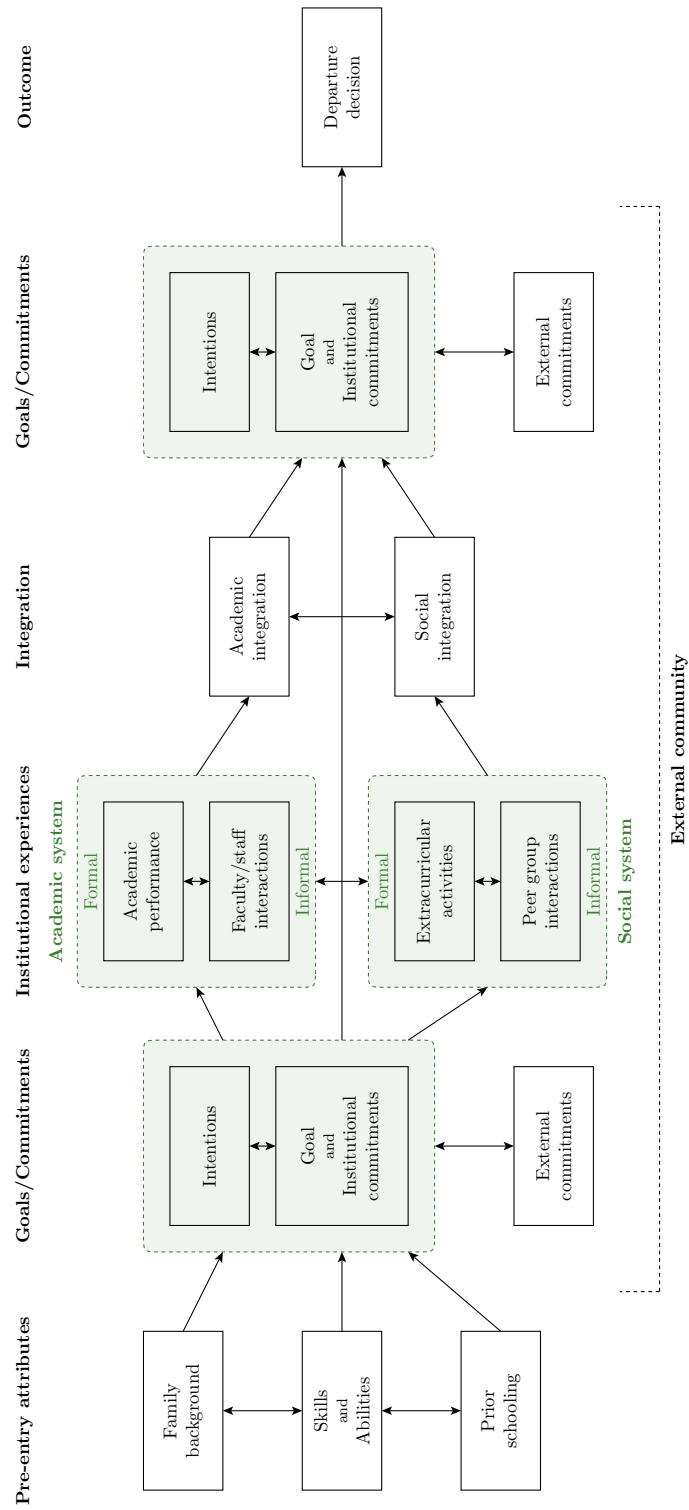 Pre-entry attributes
Goals/Commitments
Institutional experiences
Integration
Goals/Commitments
Outcome
Family
background
Skills
and
Abilities
Prior
schooling
Intentions
Goal
and
Institutional
commitments
External
commitments
Academic system
Formal
Academic
performance
Faculty/staff
interactions
Informal
Formal
Extracurricular
activities
Peer group
interactions
Informal
Social system
Academic
integration
Social
integration
Intentions
Goal
and
Institutional
commitments
External
commitments
Departure
decision
External community